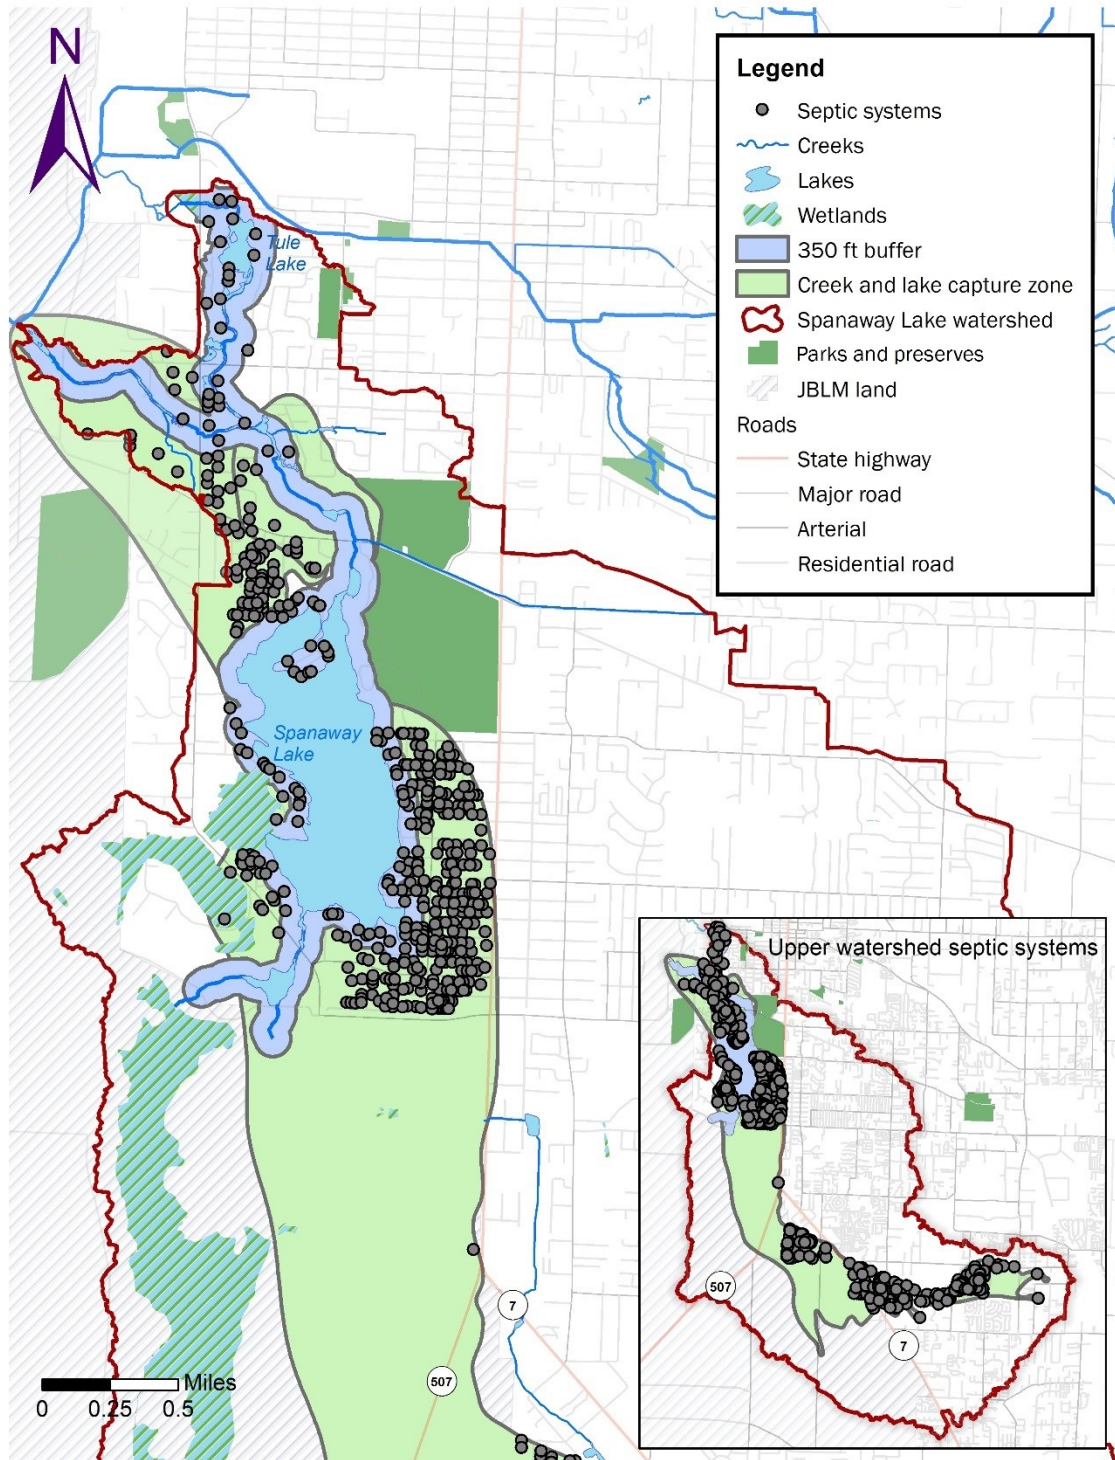 N
Legend
Septic systems
Creeks
Lakes
Wetlands
350 ft buffer
Creek and lake capture zone
Spanaway Lake watershed
Parks and preserves
JBLM land
Roads
State highway
Major road
Arterial
Residential road
Tule
Lake
Spanaway
Lake
Upper watershed septic systems
507
7
7
507
Miles
0 0.25 0.5